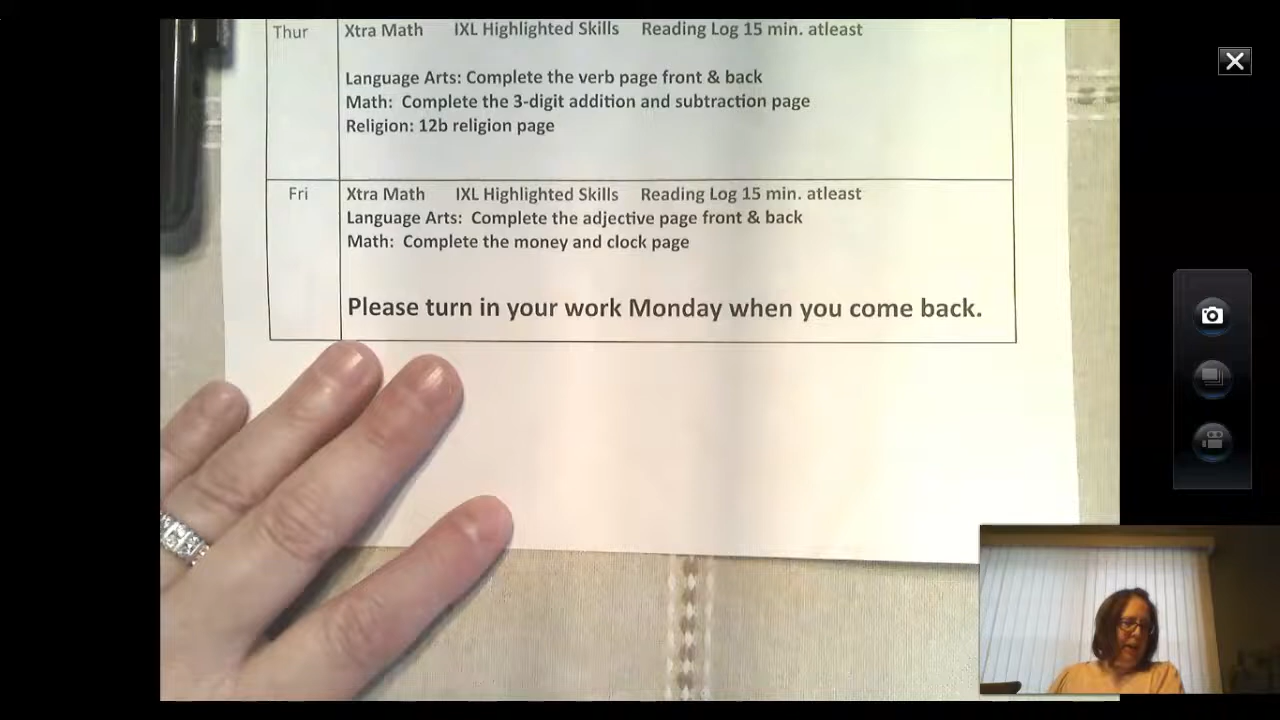 Thur Xtra Math IXL Highlighted Skills Reading Log 15 min. atleast
Language Arts: Complete the verb page front & back
Math: Complete the 3-digit addition and subtraction page
Religion: 12b religion page
Fri Xtra Math IXL Highlighted Skills Reading Log 15 min. atleast
Language Arts: Complete the adjective page front & back
Math: Complete the money and clock page
Please turn in your work Monday when you come back.